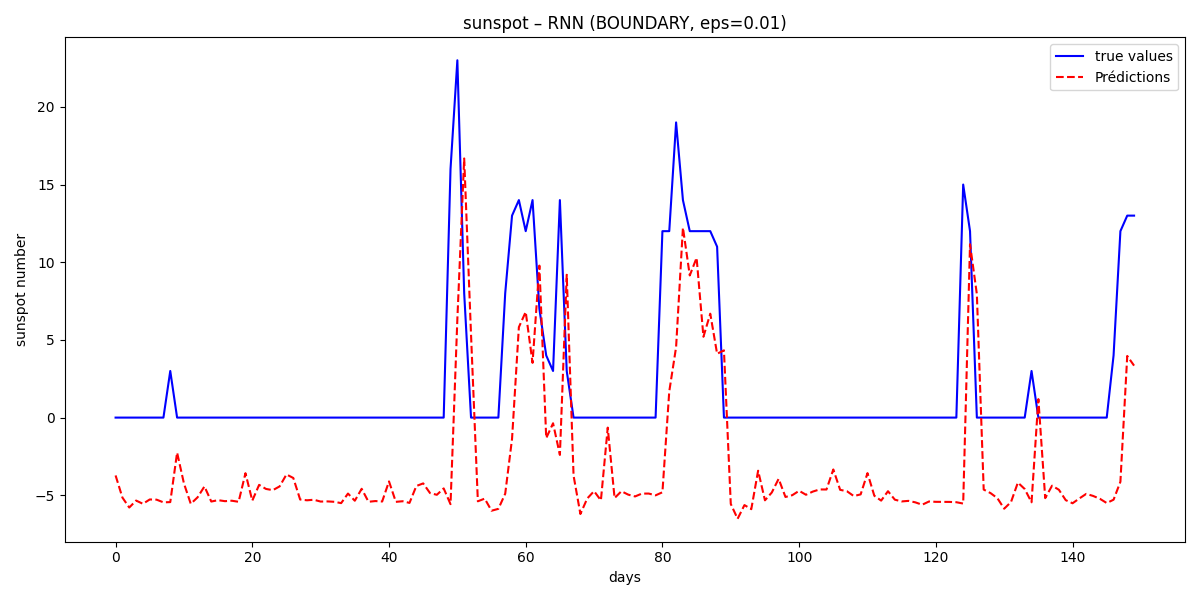 sunspot – RNN (BOUNDARY, eps=0.01)
true values
Prédictions
sunspot number
20
15
10
5
0
−5
0 20 40 60 80 100 120 140
days